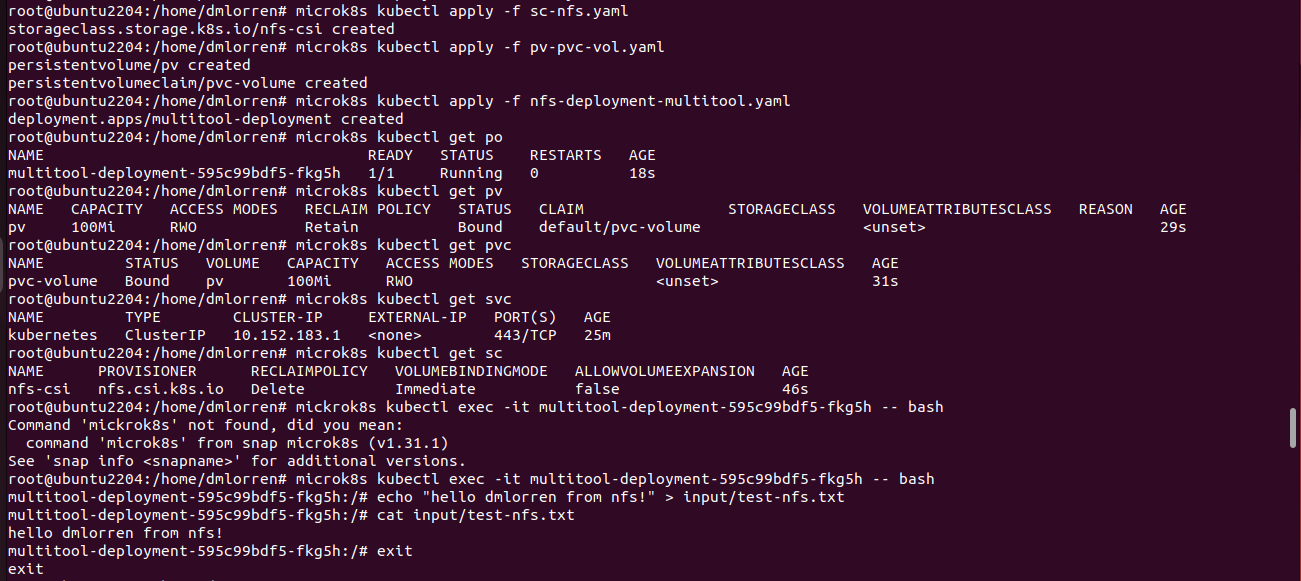 root@ubuntu2204:/home/dmlorren# microk8s kubectl apply -f sc-nfs.yaml
storageclass.storage.k8s.io/nfs-csi created
root@ubuntu2204:/home/dmlorren# microk8s kubectl apply -f pv-pvc-vol.yaml
persistentvolume/pv created
persistentvolumeclaim/pvc-volume created
root@ubuntu2204:/home/dmlorren# microk8s kubectl apply -f nfs-deployment-multitool.yaml
deployment.apps/multitool-deployment created
root@ubuntu2204:/home/dmlorren# microk8s kubectl get po
NAME                                    READY   STATUS    RESTARTS   AGE
multitool-deployment-595c99bdf5-fkg5h   1/1     Running   0          18s
root@ubuntu2204:/home/dmlorren# microk8s kubectl get pv
NAME   CAPACITY   ACCESS MODES   RECLAIM POLICY   STATUS   CLAIM                STORAGECLASS   VOLUMEATTRIBUTESCLASS   REASON   AGE
pv     100Mi      RWO            Retain           Bound    default/pvc-volume                  <unset>                          29s
root@ubuntu2204:/home/dmlorren# microk8s kubectl get pvc
NAME         STATUS   VOLUME   CAPACITY   ACCESS MODES   STORAGECLASS   VOLUMEATTRIBUTESCLASS   AGE
pvc-volume   Bound    pv       100Mi      RWO                           <unset>                 31s
root@ubuntu2204:/home/dmlorren# microk8s kubectl get svc
NAME         TYPE        CLUSTER-IP     EXTERNAL-IP   PORT(S)   AGE
kubernetes   ClusterIP   10.152.183.1   <none>        443/TCP   25m
root@ubuntu2204:/home/dmlorren# microk8s kubectl get sc
NAME      PROVISIONER      RECLAIMPOLICY   VOLUMEBINDINGMODE   ALLOWVOLUMEEXPANSION   AGE
nfs-csi   nfs.csi.k8s.io   Delete          Immediate           false                  46s
root@ubuntu2204:/home/dmlorren# mickrok8s kubectl exec -it multitool-deployment-595c99bdf5-fkg5h -- bash
Command 'mickrok8s' not found, did you mean:
  command 'microk8s' from snap microk8s (v1.31.1)
See 'snap info <snapname>' for additional versions.
root@ubuntu2204:/home/dmlorren# microk8s kubectl exec -it multitool-deployment-595c99bdf5-fkg5h -- bash
multitool-deployment-595c99bdf5-fkg5h:/# echo "hello dmlorren from nfs!" > input/test-nfs.txt
multitool-deployment-595c99bdf5-fkg5h:/# cat input/test-nfs.txt
hello dmlorren from nfs!
multitool-deployment-595c99bdf5-fkg5h:/# exit
exit